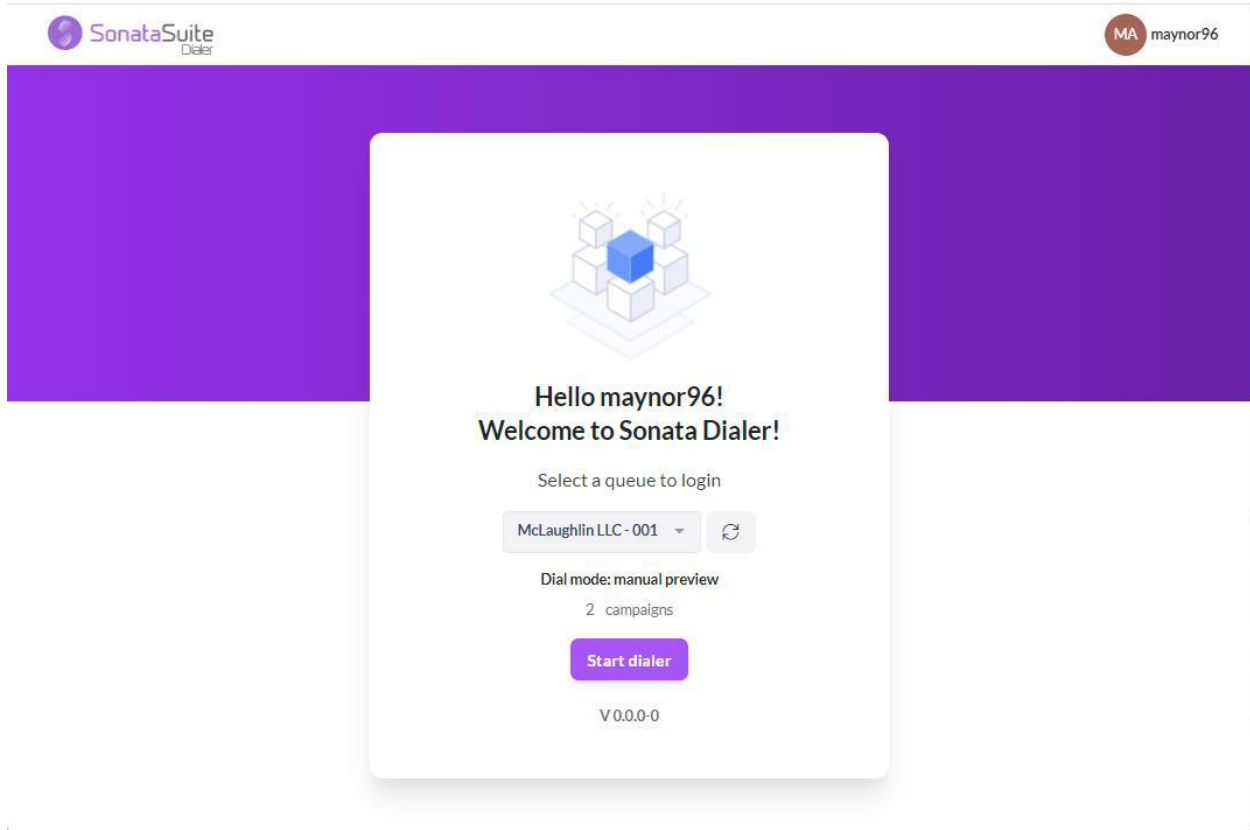 SonataSuite
Dialer
MA maynor96
Hello maynor96!
Welcome to Sonata Dialer!
Select a queue to login
McLaughlin LLC - 001
Dial mode: manual preview
2 campaigns
Start dialer
V 0.0.0-0